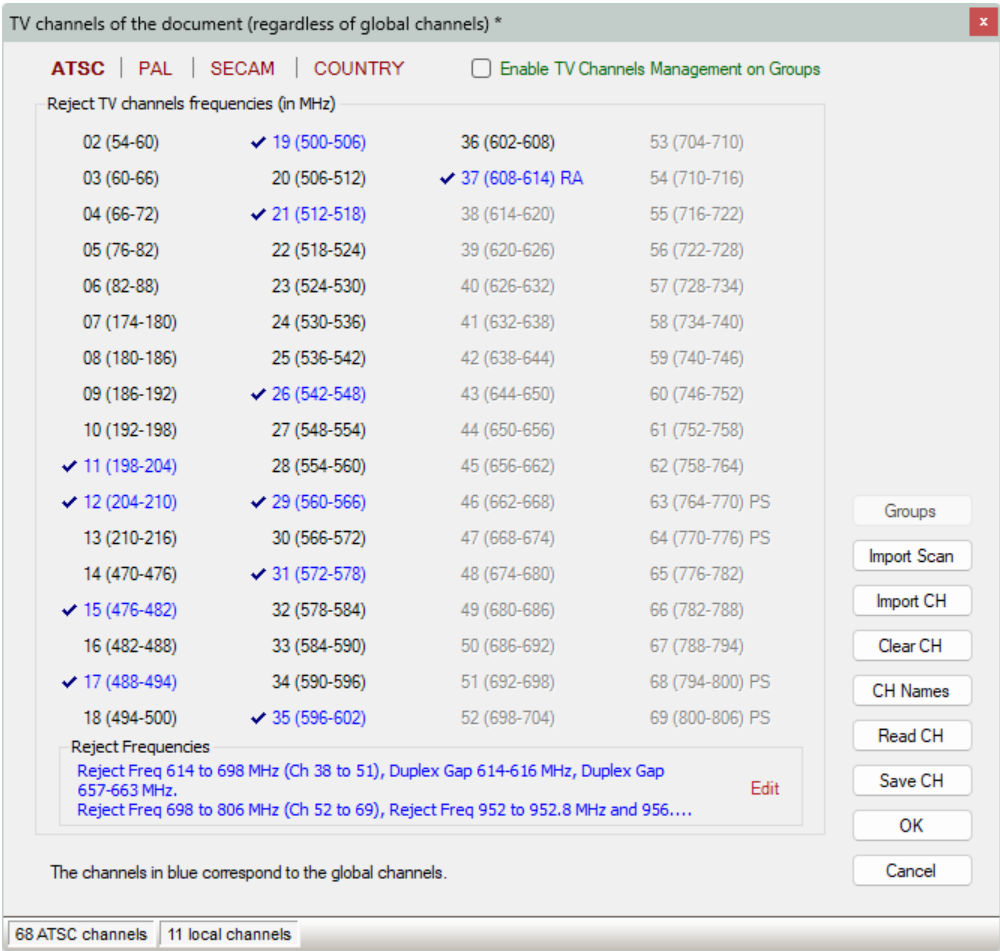 TV channels of the document (regardless of global channels) *
x
ATSC | PAL | SECAM | COUNTRY
Enable TV Channels Management on Groups
Reject TV channels frequencies (in MHz)
02 (54-60)
03 (60-66)
04 (66-72)
05 (76-82)
06 (82-88)
07 (174-180)
08 (180-186)
09 (186-192)
10 (192-198)
11 (198-204)
12 (204-210)
13 (210-216)
14 (470-476)
15 (476-482)
16 (482-488)
17 (488-494)
18 (494-500)
19 (500-506)
20 (506-512)
21 (512-518)
22 (518-524)
23 (524-530)
24 (530-536)
25 (536-542)
26 (542-548)
27 (548-554)
28 (554-560)
29 (560-566)
30 (566-572)
31 (572-578)
32 (578-584)
33 (584-590)
34 (590-596)
35 (596-602)
36 (602-608)
37 (608-614) RA
38 (614-620)
39 (620-626)
40 (626-632)
41 (632-638)
42 (638-644)
43 (644-650)
44 (650-656)
45 (656-662)
46 (662-668)
47 (668-674)
48 (674-680)
49 (680-686)
50 (686-692)
51 (692-698)
52 (698-704)
53 (704-710)
54 (710-716)
55 (716-722)
56 (722-728)
57 (728-734)
58 (734-740)
59 (740-746)
60 (746-752)
61 (752-758)
62 (758-764)
63 (764-770) PS
64 (770-776) PS
65 (776-782)
66 (782-788)
67 (788-794)
68 (794-800) PS
69 (800-806) PS
Reject Frequencies
Reject Freq 614 to 698 MHz (Ch 38 to 51), Duplex Gap 614-616 MHz, Duplex Gap
657-663 MHz.
Reject Freq 698 to 806 MHz (Ch 52 to 69), Reject Freq 952 to 952.8 MHz and 956....
Edit
Groups
Import Scan
Import CH
Clear CH
CH Names
Read CH
Save CH
OK
Cancel
The channels in blue correspond to the global channels.
68 ATSC channels
11 local channels